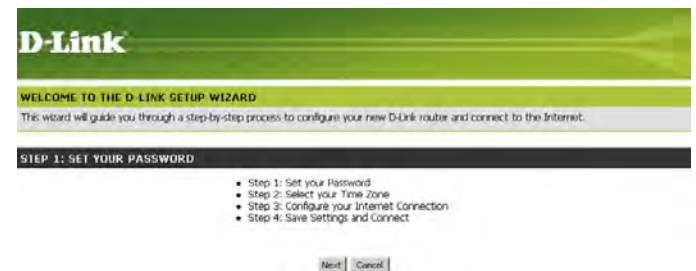 D-Link
WELCOME TO THE D-LINK SETUP WIZARD
This wizard will guide you through a step-by-step process to configure your new D-Link router and connect to the Internet.
STEP 1: SET YOUR PASSWORD
• Step 1: Set your Password
• Step 2: Select your Time Zone
• Step 3: Configure your Internet Connection
• Step 4: Save Settings and Connect
Next Cancel